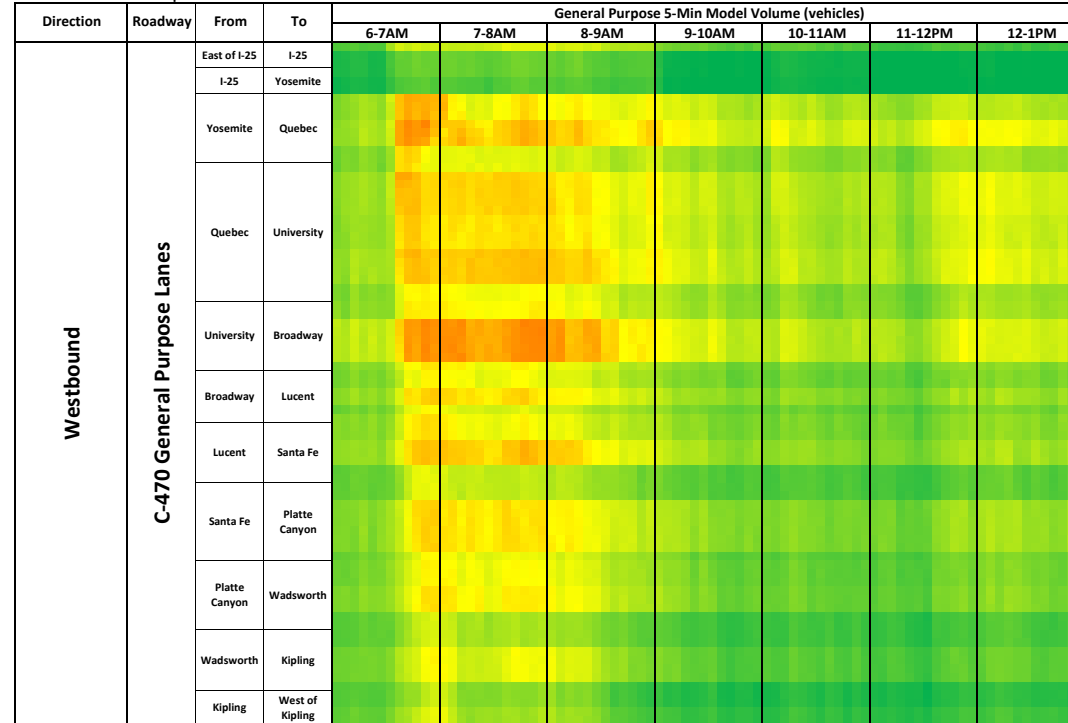 Direction Roadway From To General Purpose 5-Min Model Volume (vehicles)
6-7AM 7-8AM 8-9AM 9-10AM 10-11AM 11-12PM 12-1PM
Westbound
C-470 General Purpose Lanes
East of I-25 I-25
I-25 Yosemite
Yosemite Quebec
Quebec University
University Broadway
Broadway Lucent
Lucent Santa Fe
Santa Fe Platte
Canyon
Platte
Canyon Wadsworth
Wadsworth Kipling
Kipling West of
Kipling